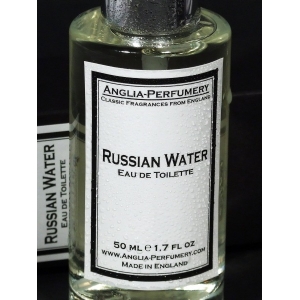 ANGLIA-PERFUMERY
CLASSIC FRAGRANCES FROM ENGLAND
RUSSIAN WATER
EAU DE TOILETTE
50 ML ℮ 1.7 FL OZ
WWW.ANGLIA-PERFUMERY.COM
MADE IN ENGLAND
RUSSIAN WATER
EAU DE TOILETTE